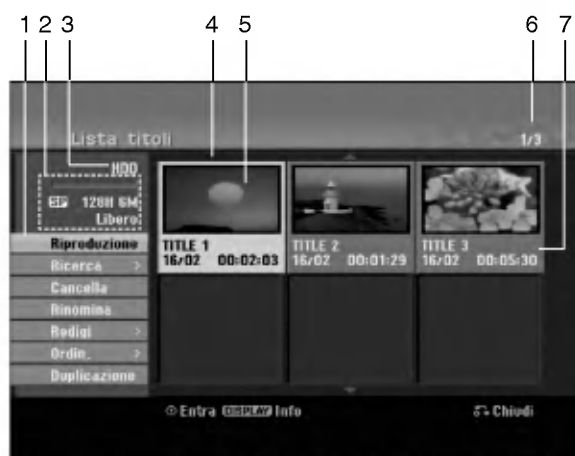 1 2 3 4 5 6 7
Lista titoli
1/3
HDD
SP 128H 6M
Libero
Riproduzione
Ricerca >
Cancella
Rinomina
Redigi >
Ordin. >
Duplicazione
TITLE 1
16/02 00:02:03
TITLE 2
16/02 00:01:29
TITLE 3
16/02 00:05:30
Entra DISPLAY Info
Chiudi